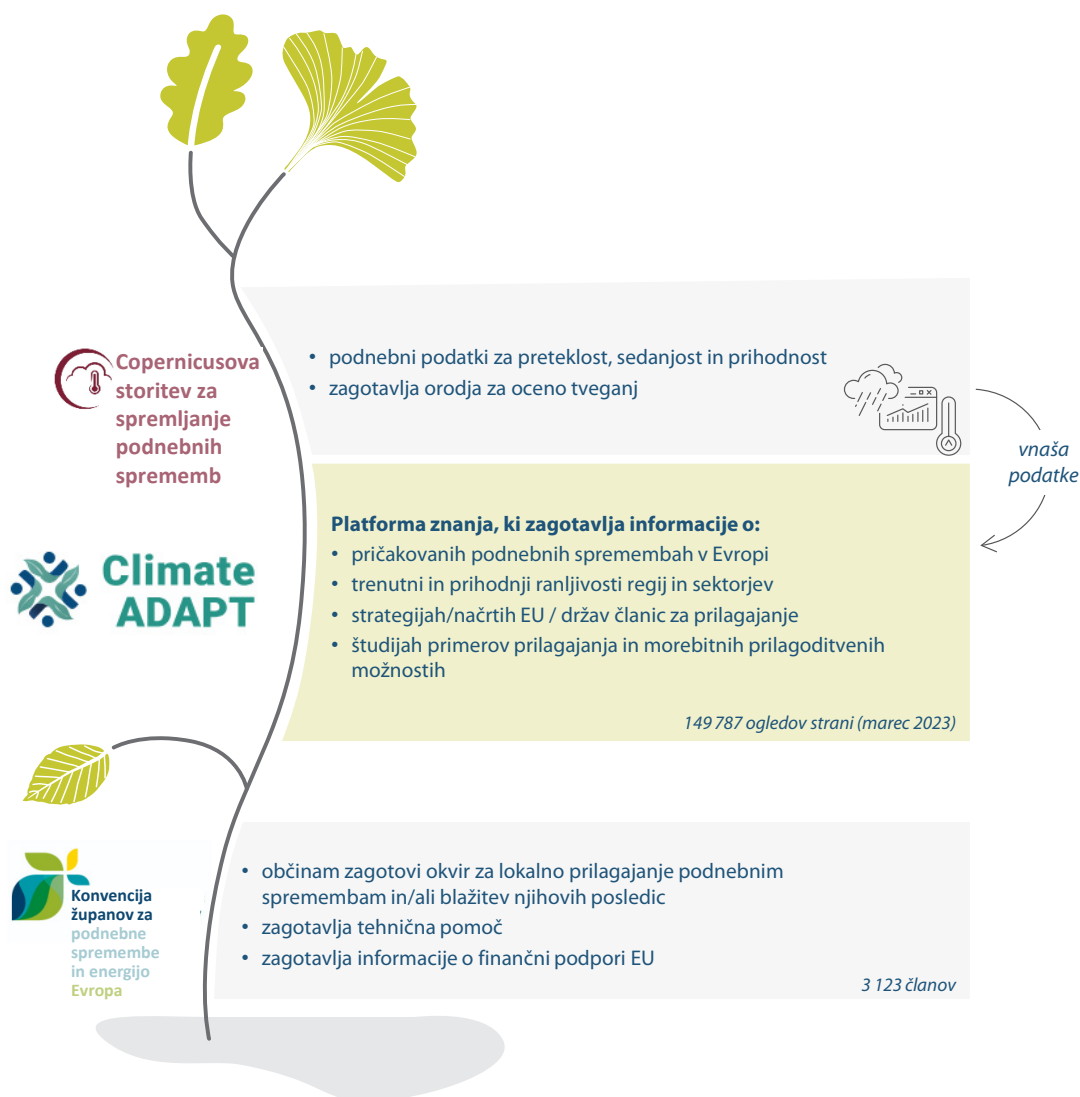 Copernicusova
storitev za
spremljanje
podnebnih
sprememb
• podnebni podatki za preteklost, sedanjost in prihodnost
• zagotavlja orodja za oceno tveganj
vnaša
podatke
Climate
ADAPT
Platforma znanja, ki zagotavlja informacije o:
• pričakovanih podnebnih spremembah v Evropi
• trenutni in prihodnji ranljivosti regij in sektorjev
• strategijah/načrtih EU / držav članic za prilagajanje
• študijah primerov prilagajanja in morebitnih prilagoditvenih
možnostih
149 787 ogledov strani (marec 2023)
Konvencija
županov za
podnebne
spremembe
in energijo
Evropa
• občinam zagotovi okvir za lokalno prilagajanje podnebnim
spremembam in/ali blažitev njihovih posledic
• zagotavlja tehnična pomoč
• zagotavlja informacije o finančni podpori EU
3 123 članov